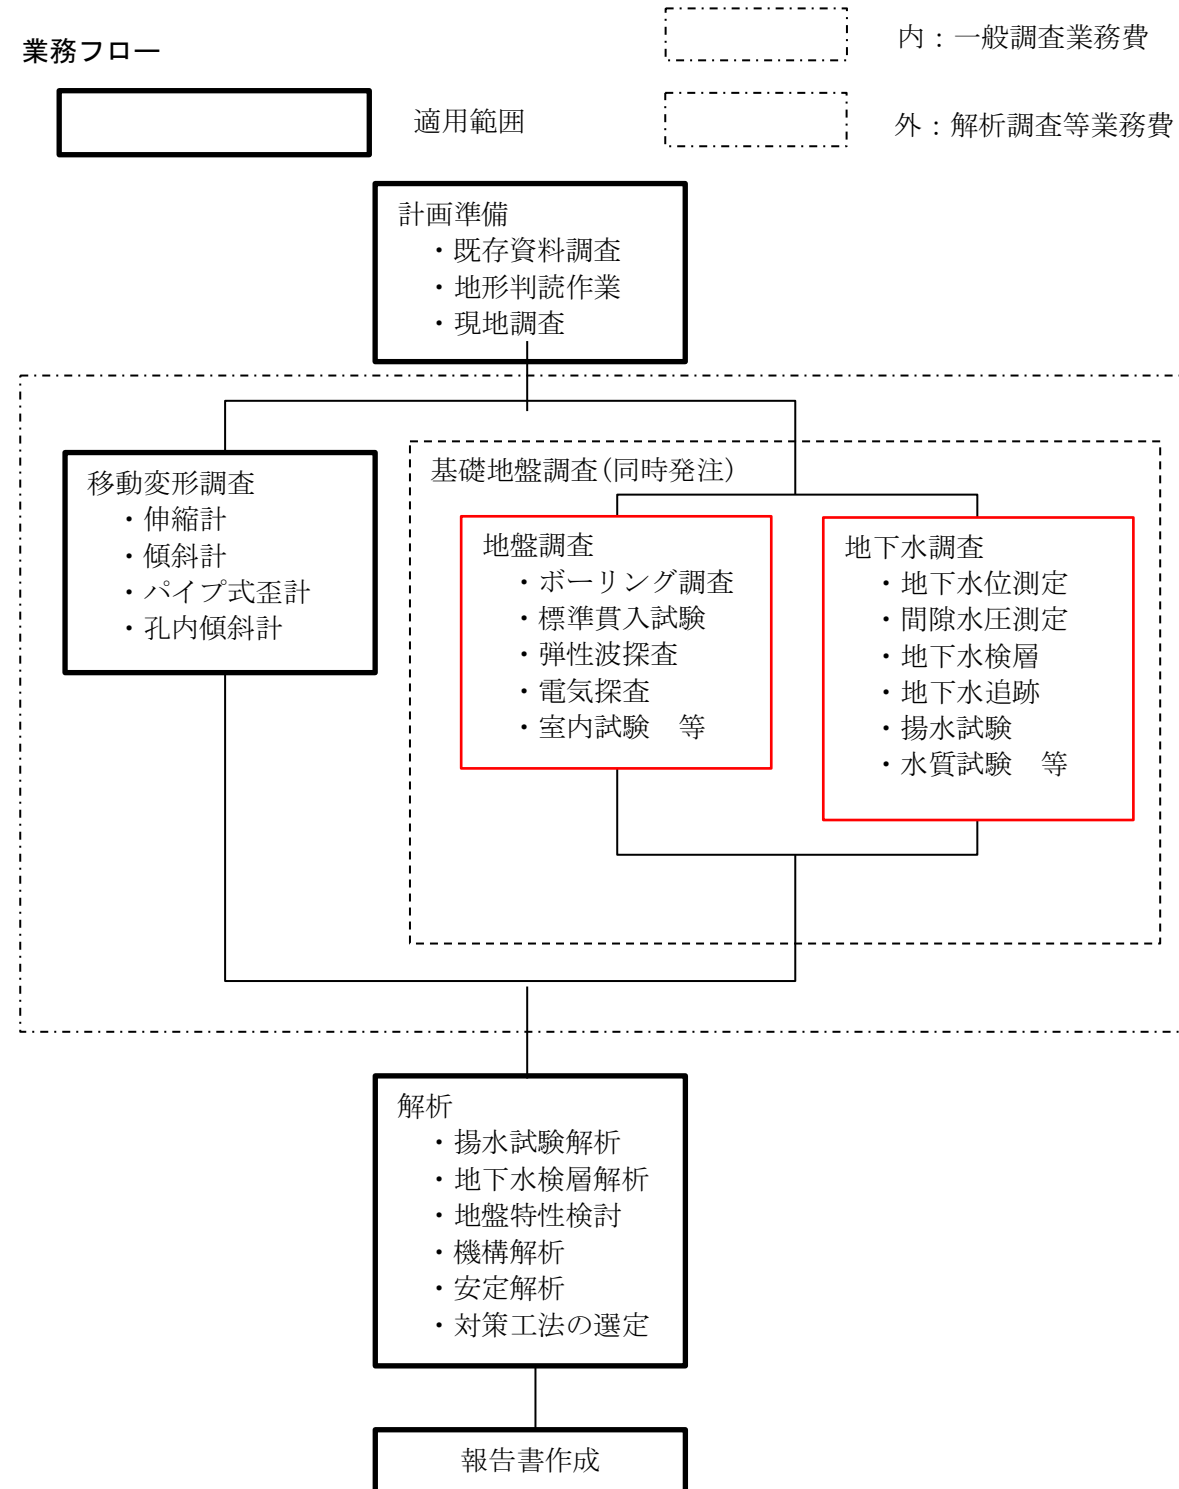 業務フロー
内：一般調査業務費
適用範囲
外：解析調査等業務費
計画準備
・既存資料調査
・地形判読作業
・現地調査
移動変形調査
・伸縮計
・傾斜計
・パイプ式歪計
・孔内傾斜計
基礎地盤調査(同時発注)
地盤調査
・ボーリング調査
・標準貫入試験
・弾性波探査
・電気探査
・室内試験　等
地下水調査
・地下水位測定
・間隙水圧測定
・地下水検層
・地下水追跡
・揚水試験
・水質試験　等
解析
・揚水試験解析
・地下水検層解析
・地盤特性検討
・機構解析
・安定解析
・対策工法の選定
報告書作成